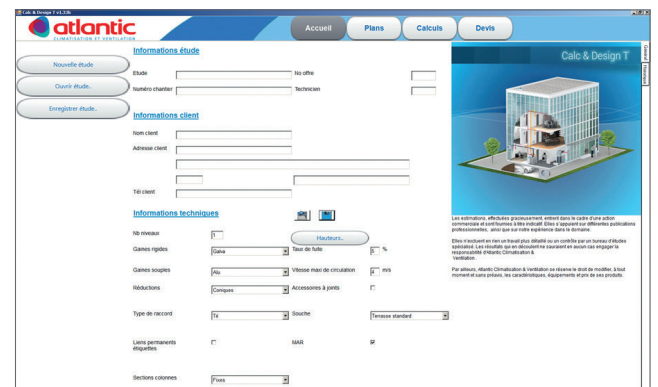 Calc & Design T v1.33b
atlantic
CLIMATISATION ET VENTILATION
Accueil
Plans
Calculs
Devis
Nouvelle étude
Ouvrir étude..
Enregistrer étude..
Informations étude
Etude
No offre
Numéro chantier
Technicien
Informations client
Nom client
Adresse client
Tél client
Informations techniques
Nb niveaux
1
Hauteurs..
Games rigides
Galva
Taux de fuite
5 %
Games souples
Alu
Vitesse maxi de circulation
4 m/s
Réductions
Coniques
Accessoires à joints
Type de raccord
Té
Souche
Terrasse standard
Liens permanents
étiquettes
MAR
Sections colonnes
Fixes
Calc & Design T
Général
Historique
Les estimations, effectuées gracieusement, entrent dans le cadre d'une action
commerciale et sont fournies à titre indicatif. Elles s'appuient sur différentes publications
professionnelles, ainsi que sur notre expérience dans le domaine.
Elles n'excluent en rien un travail plus détaillé ou un contrôle par un bureau d'études
spécialisé. Les résultats qui en découlent ne sauraient en aucun cas engager la
responsabilité d'Atlantic Climatisation &
Ventilation.
Par ailleurs, Atlantic Climatisation & Ventilation se réserve le droit de modifier, à tout
moment et sans préavis, les caractéristiques, équipements et prix de ses produits.